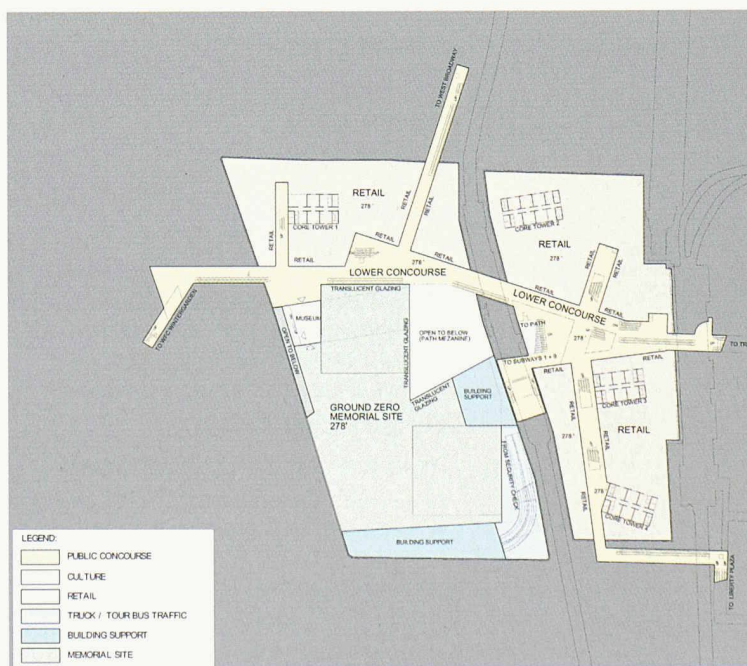 TO WEST BROADWAY
RETAIL
278'
CORE TOWER 1
RETAIL
RETAIL
RETAIL
RETAIL
RETAIL
278'
LOWER CONCOURSE
TRANSLUCENT GLAZING
CORE TOWER 2
RETAIL
278'
RETAIL
RETAIL
RETAIL
LOWER CONCOURSE
TO WFC WINTERGARDEN
OPEN TO BELOW
MUSEUM
TRANSLUCENT GLAZING
OPEN TO BELOW
(PATH MEZANINE)
TO PATH
278'
RETAIL
TO SUBWAYS 1 + 9
RETAIL
TRANSLUCENT
GLAZING
BUILDING
SUPPORT
GROUND ZERO
MEMORIAL SITE
278'
RETAIL
278'
RETAIL
CORE TOWER 3
RETAIL
FROM SECURITY CHECK
278'
RETAIL
CORE TOWER 4
BUILDING SUPPORT
TO LIBERTY PLAZA
LEGEND:
PUBLIC CONCOURSE
CULTURE
RETAIL
TRUCK / TOUR BUS TRAFFIC
BUILDING SUPPORT
MEMORIAL SITE